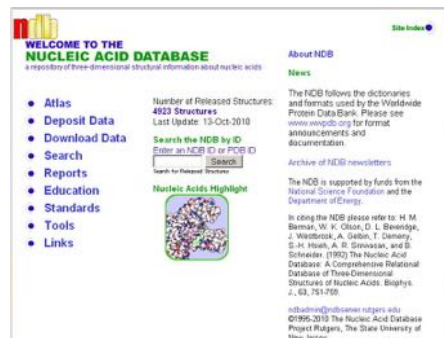 ndb
Site Index
WELCOME TO THE
NUCLEIC ACID DATABASE
a repository of three-dimensional structural information about nucleic acids
Atlas
Deposit Data
Download Data
Search
Reports
Education
Standards
Tools
Links
Number of Released Structures:
4923 Structures
Last Update: 13-Oct-2010
Search the NDB by ID
Enter an NDB ID or PDB ID
Search
Search for Released Structures
Nucleic Acids Highlight
About NDB
News
The NDB follows the dictionaries
and formats used by the Worldwide
Protein Data Bank. Please see
www.wwpdb.org for format
announcements and
documentation.
Archive of NDB newsletters
The NDB is supported by funds from the
National Science Foundation and the
Department of Energy.
In citing the NDB please refer to: H. M.
Berman, W. K. Olson, D. L. Beveridge,
J. Westbrook, A. Gelbin, T. Demeny,
S.-H. Hsieh, A. R. Srinivasan, and B.
Schneider. (1992) The Nucleic Acid
Database: A Comprehensive Relational
Database of Three-Dimensional
Structures of Nucleic Acids. Biophys.
J., 63, 751-759.
ndbadmin@ndbserver.rutgers.edu
©1995-2010 The Nucleic Acid Database
Project Rutgers, The State University of
New Jersey